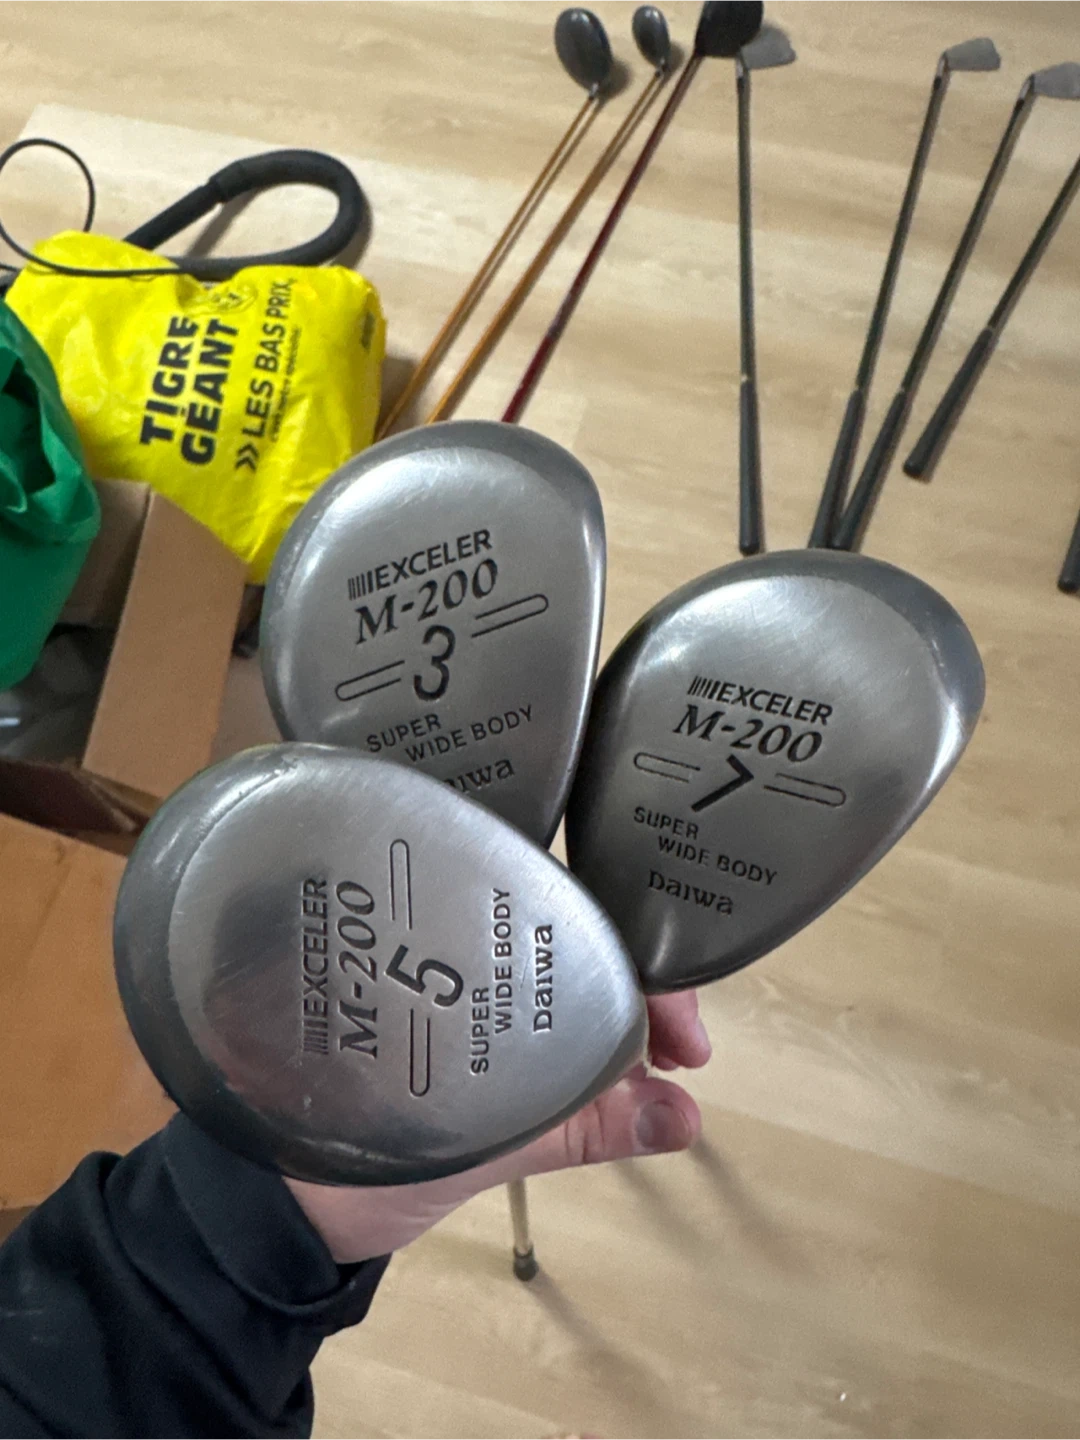 TIGRE
GÉANT
» LES BAS PRIX,
EXCELER
M-200
3
SUPER
WIDE BODY
EXCELER
M-200
7
SUPER
WIDE BODY
Daiwa
EXCELER
M-200
5
SUPER
WIDE BODY
Daiwa